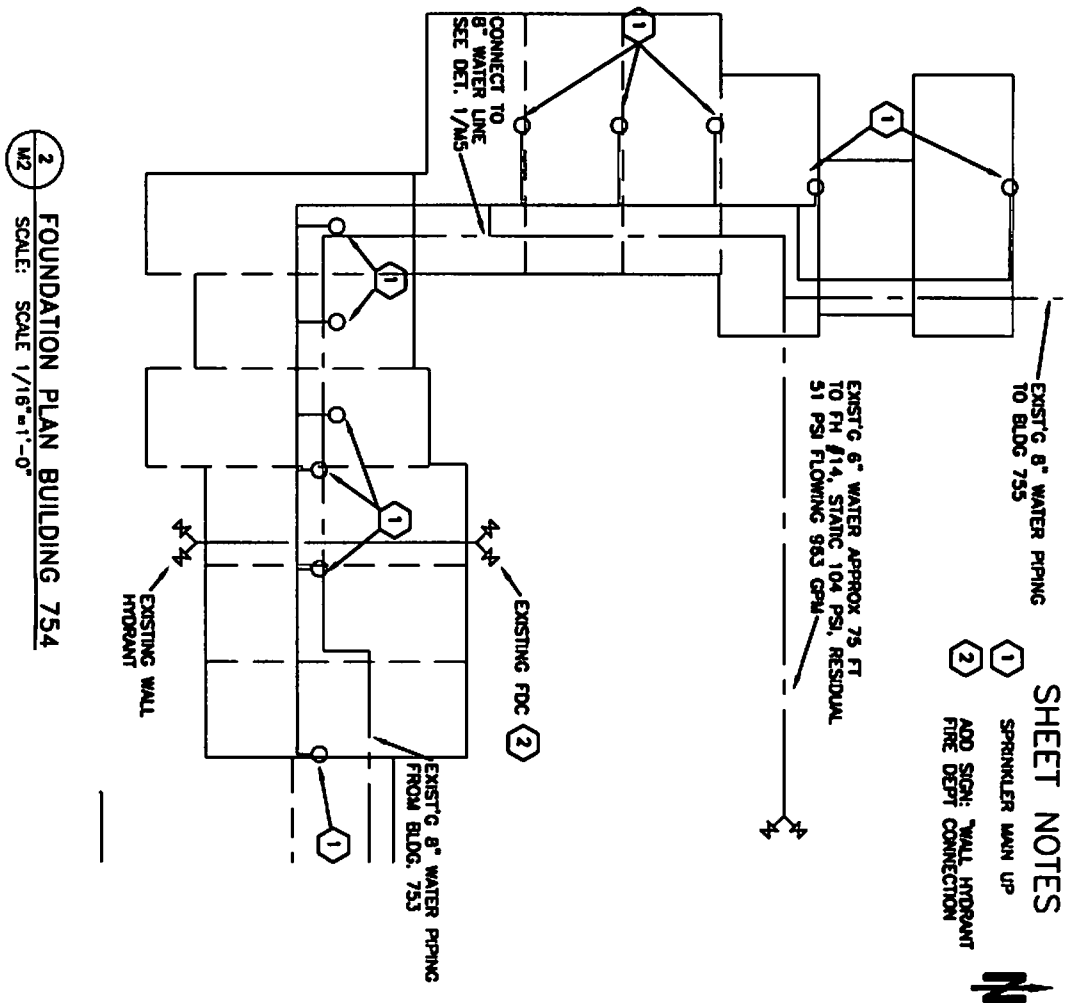 SHEET NOTES
1 SPRINKLER MAIN UP
2 ADD SIGN: "WALL HYDRANT
FIRE DEPT CONNECTION
N
EXIST'G 8" WATER PIPING
TO BLDG 755
EXIST'G 6" WATER APPROX 75 FT
TO FH #14, STATIC 104 PSI, RESIDUAL
51 PSI FLOWING 963 GPM
1
1
CONNECT TO
8" WATER LINE
SEE DET. 1/M5
1
1
EXISTING FDC 2
EXIST'G 8" WATER PIPING
FROM BLDG. 753
1
EXISTING WALL
HYDRANT
2
M2
FOUNDATION PLAN BUILDING 754
SCALE: SCALE 1/16"=1'-0"